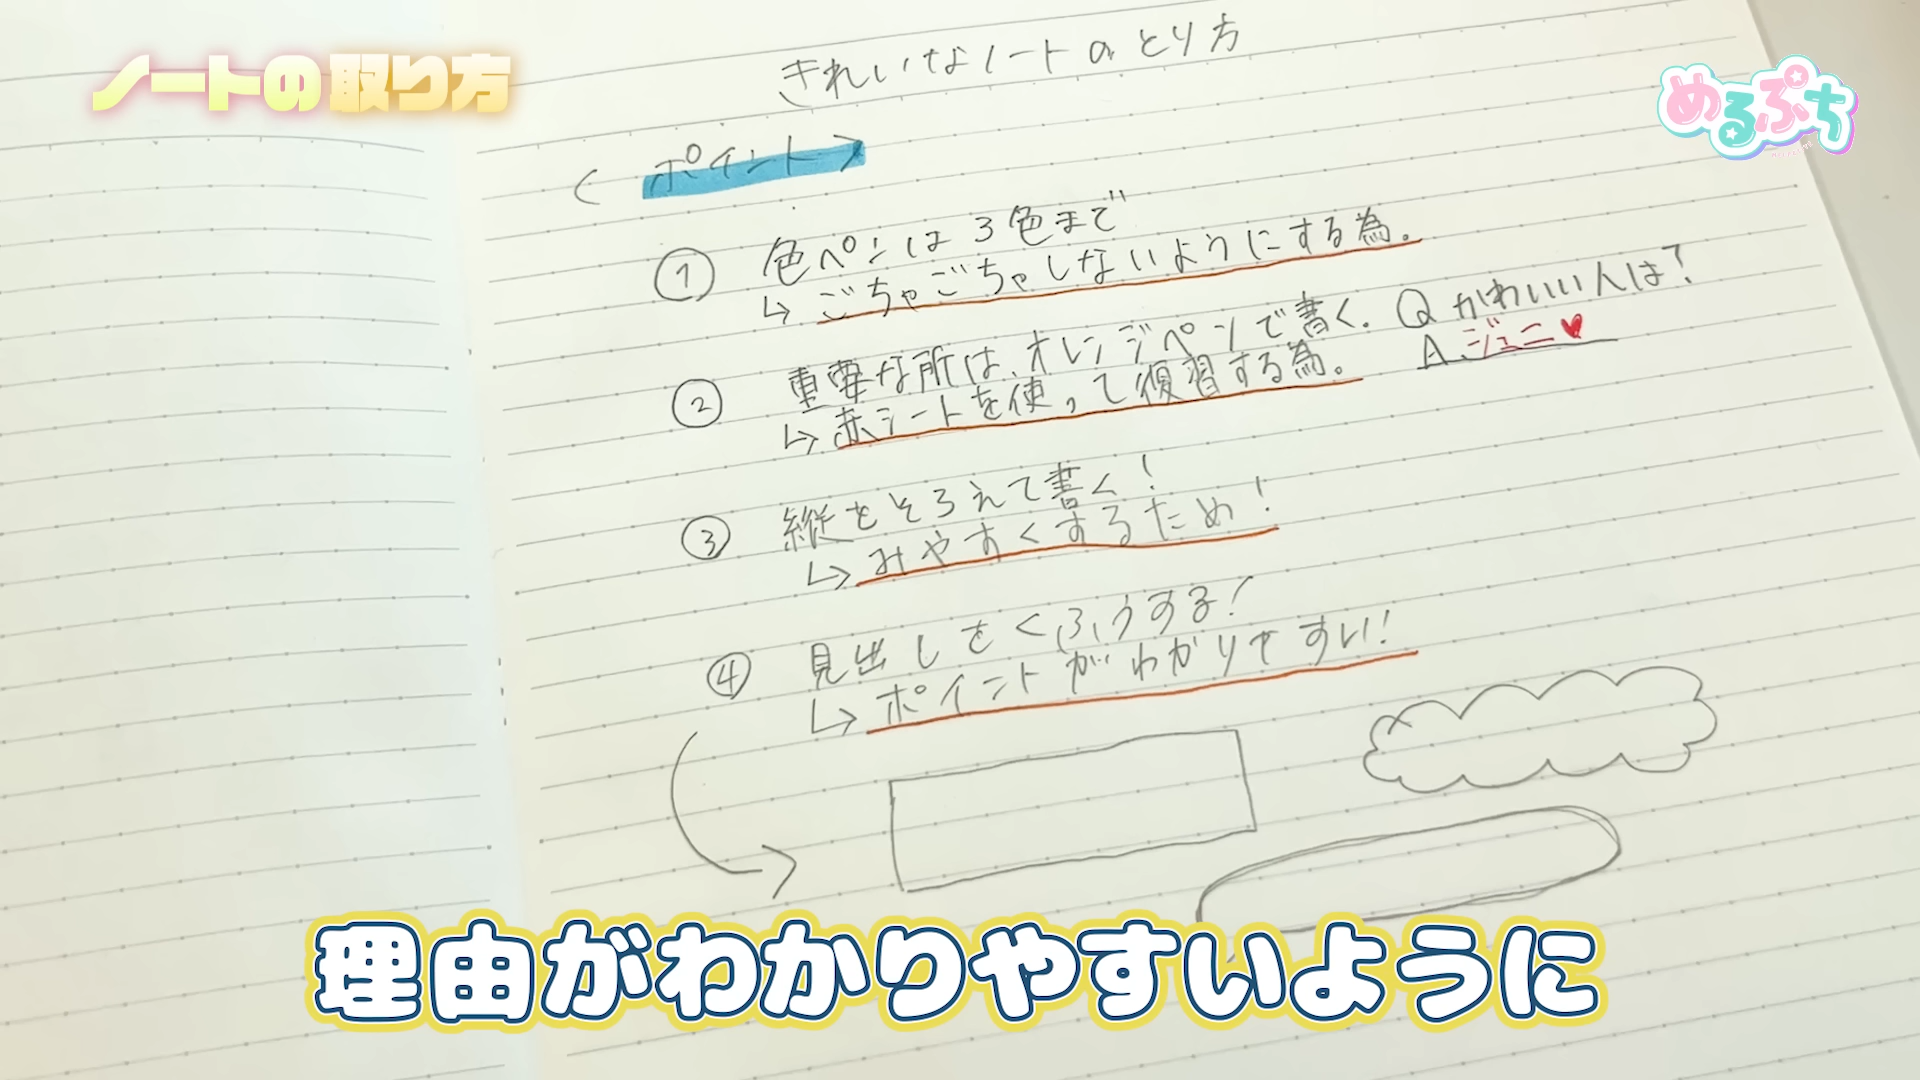 ノートの取り方
めるぷち
きれいなノートのとり方
< ポイント >
① 色ペンは3色まで
↳ ごちゃごちゃしないようにする為。
② 重要な所は、オレンジペンで書く.
↳ 赤シートを使って復習する為。
Q かわいい人は?
A. ジュニ♥
③ 縦をそろえて書く!
↳ みやすくするため!
④ 見出しをくふうする!
↳ ポイントがわかりやすい!
理由がわかりやすいように